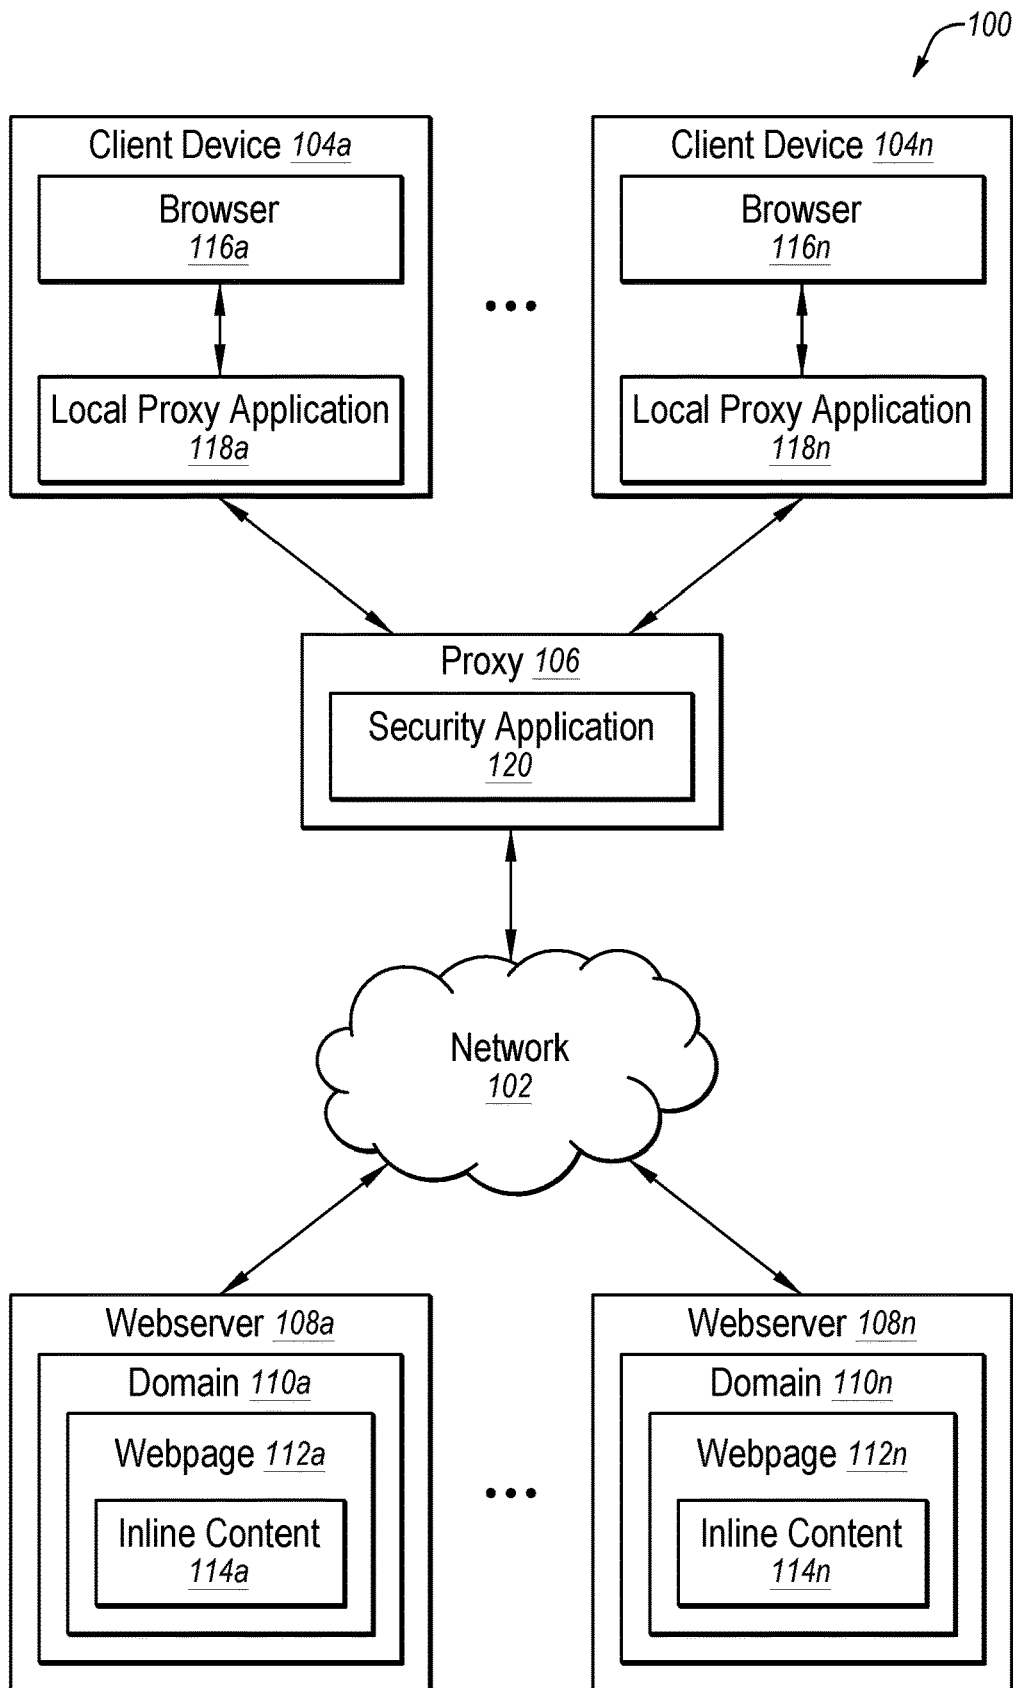 100
Client Device 104a
Browser
116a
Local Proxy Application
118a
Client Device 104n
Browser
116n
Local Proxy Application
118n
Proxy 106
Security Application
120
Network
102
Webserver 108a
Domain 110a
Webpage 112a
Inline Content
114a
Webserver 108n
Domain 110n
Webpage 112n
Inline Content
114n